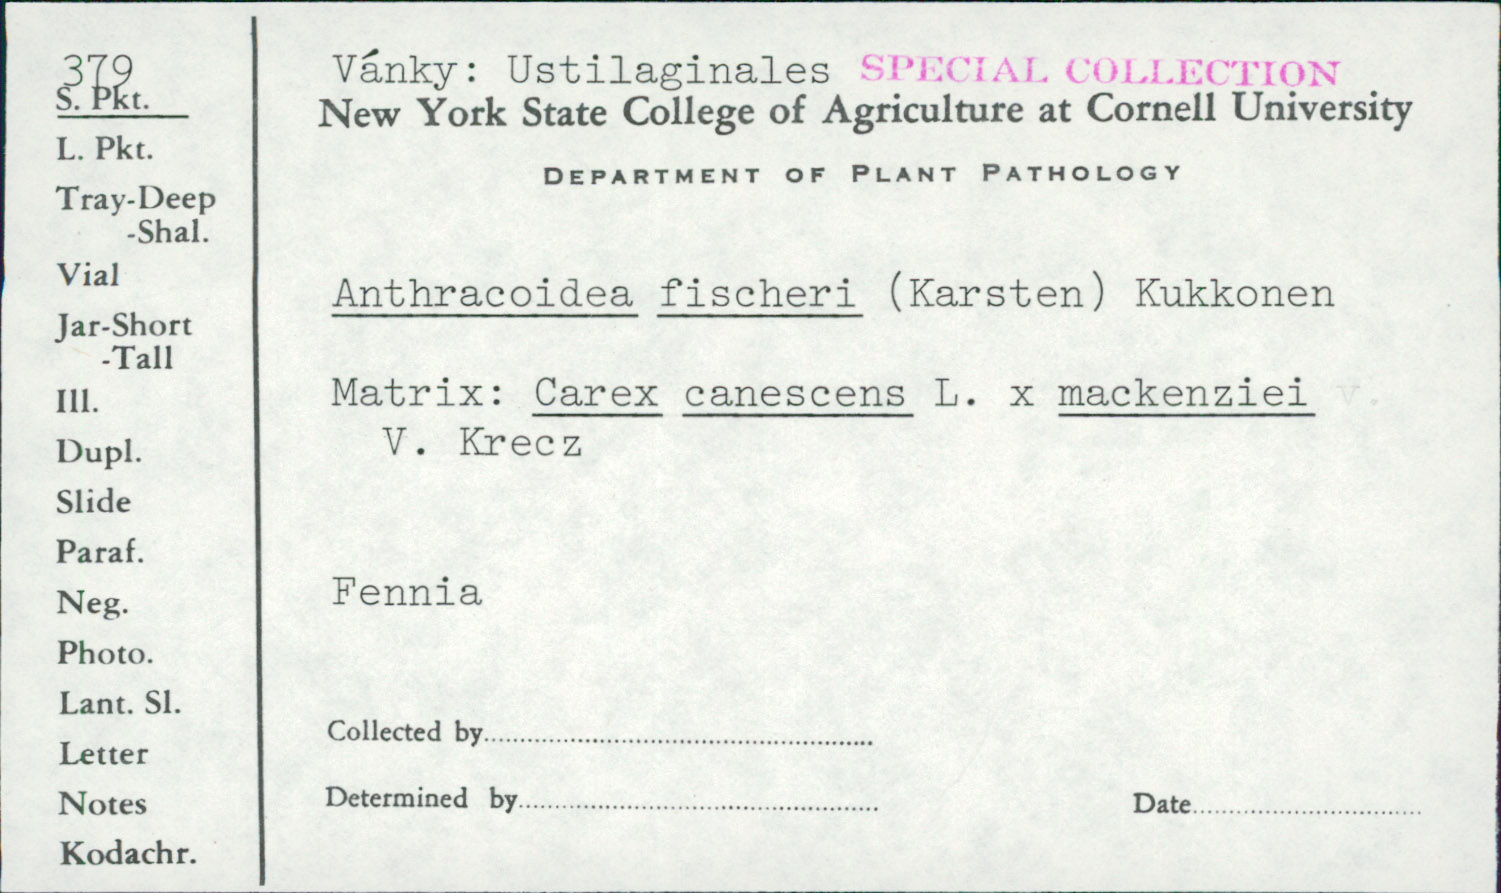 379
S. Pkt.
L. Pkt.
Tray-Deep
-Shal.
Vial
Jar-Short
-Tall
Ill.
Dupl.
Slide
Paraf.
Neg.
Photo.
Lant. Sl.
Letter
Notes
Kodachr.
Vánky: Ustilaginales SPECIAL COLLECTION
New York State College of Agriculture at Cornell University
DEPARTMENT OF PLANT PATHOLOGY
Anthracoidea fischeri (Karsten) Kukkonen
Matrix: Carex canescens L. x mackenziei v.
V. Krecz
Fennia
Collected by
Determined by
Date